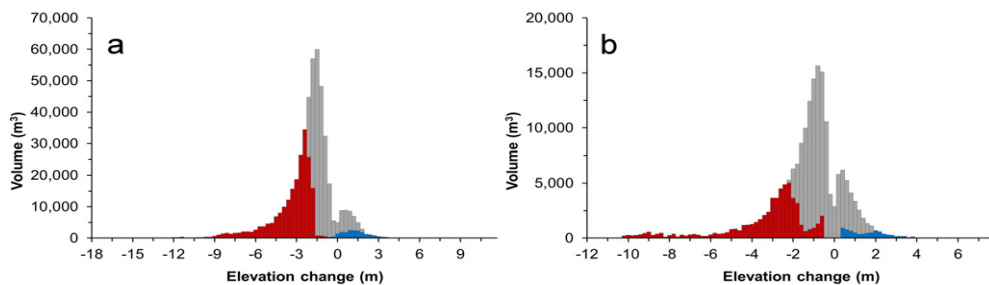 a
70,000
60,000
50,000
40,000
30,000
20,000
10,000
0
Volume (m³)
-18 -15 -12 -9 -6 -3 0 3 6 9
Elevation change (m)
b
20,000
15,000
10,000
5,000
0
Volume (m³)
-12 -10 -8 -6 -4 -2 0 2 4 6
Elevation change (m)